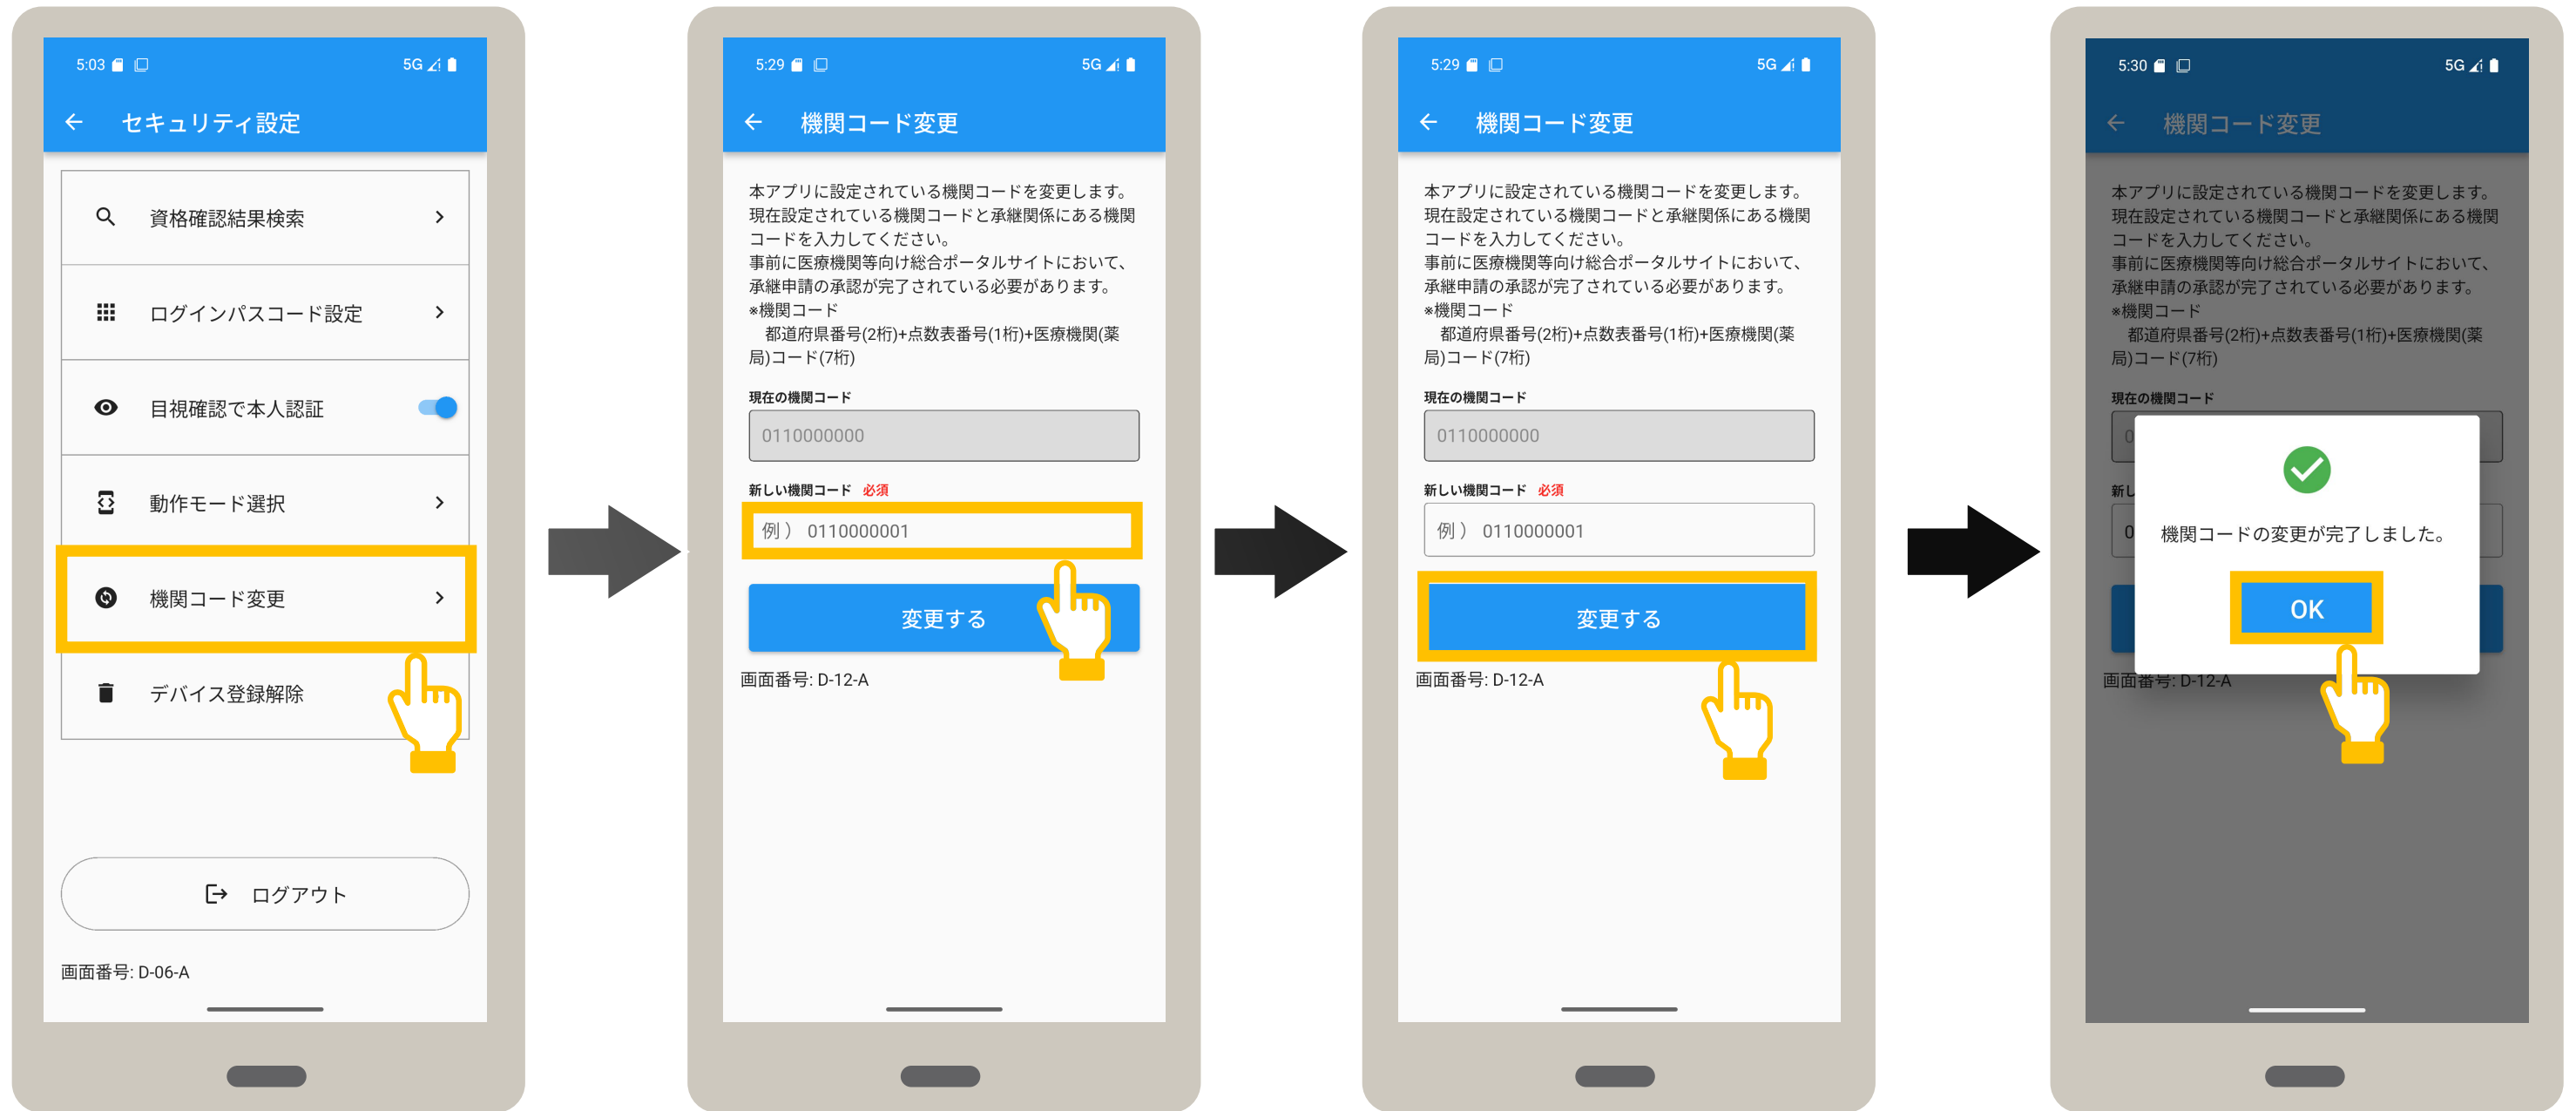 5:03
5G
セキュリティ設定
資格確認結果検索
ログインパスコード設定
目視確認で本人認証
動作モード選択
機関コード変更
デバイス登録解除
ログアウト
画面番号: D-06-A
5:29
5G
機関コード変更
本アプリに設定されている機関コードを変更します。
現在設定されている機関コードと承継関係にある機関
コードを入力してください。
事前に医療機関等向け総合ポータルサイトにおいて、
承継申請の承認が完了されている必要があります。
※機関コード
都道府県番号(2桁)+点数表番号(1桁)+医療機関(薬
局)コード(7桁)
現在の機関コード
0110000000
新しい機関コード 必須
例） 0110000001
変更する
画面番号: D-12-A
5:29
5G
機関コード変更
本アプリに設定されている機関コードを変更します。
現在設定されている機関コードと承継関係にある機関
コードを入力してください。
事前に医療機関等向け総合ポータルサイトにおいて、
承継申請の承認が完了されている必要があります。
※機関コード
都道府県番号(2桁)+点数表番号(1桁)+医療機関(薬
局)コード(7桁)
現在の機関コード
0110000000
新しい機関コード 必須
例） 0110000001
変更する
画面番号: D-12-A
5:30
5G
機関コード変更
本アプリに設定されている機関コードを変更します。
現在設定されている機関コードと承継関係にある機関
コードを入力してください。
事前に医療機関等向け総合ポータルサイトにおいて、
承継申請の承認が完了されている必要があります。
※機関コード
都道府県番号(2桁)+点数表番号(1桁)+医療機関(薬
局)コード(7桁)
現在の機関コード
0
新し
0
機関コードの変更が完了しました。
OK
画面番号: D-12-A